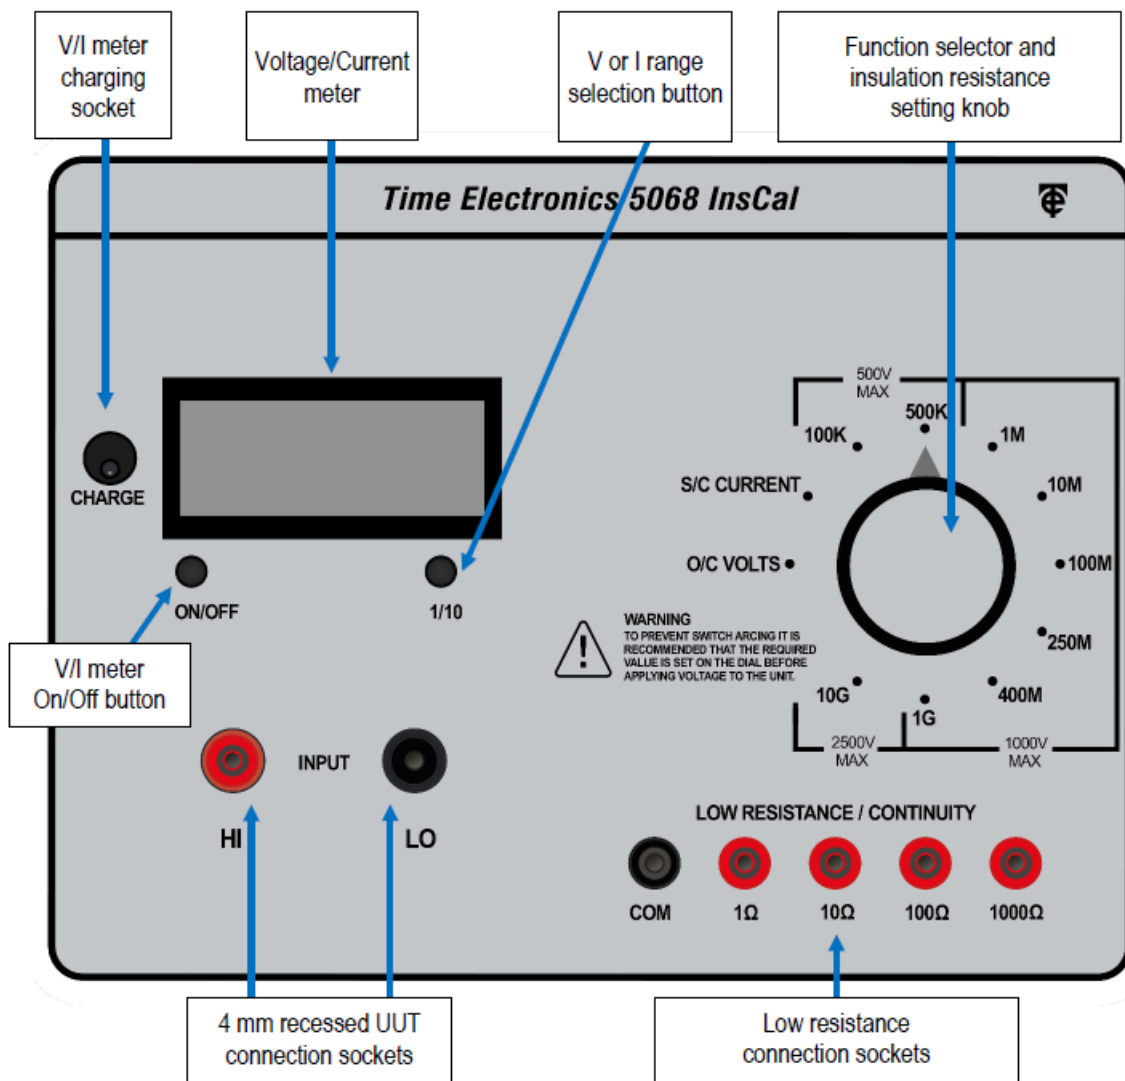 V/I meter
charging
socket
Voltage/Current
meter
V or I range
selection button
Function selector and
insulation resistance
setting knob
Time Electronics 5068 InsCal
500V
MAX
500K
100K
1M
S/C CURRENT
10M
CHARGE
O/C VOLTS
100M
ON/OFF
1/10
WARNING
TO PREVENT SWITCH ARCING IT IS
RECOMMENDED THAT THE REQUIRED
VALUE IS SET ON THE DIAL BEFORE
APPLYING VOLTAGE TO THE UNIT.
250M
V/I meter
On/Off button
10G
400M
1G
2500V
MAX
1000V
MAX
INPUT
HI
LO
LOW RESISTANCE / CONTINUITY
COM
1Ω
10Ω
100Ω
1000Ω
4 mm recessed UUT
connection sockets
Low resistance
connection sockets